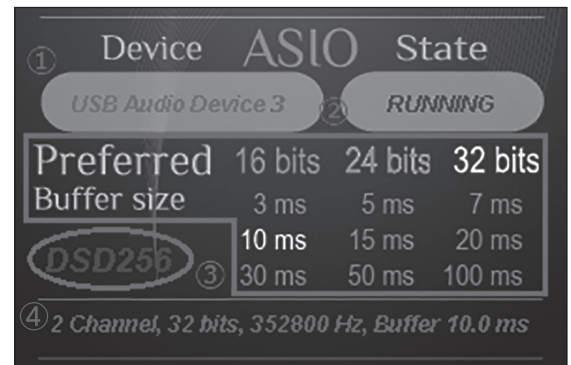 Device ASIO State
①
USB Audio Device 3 ② RUNNING
Preferred 16 bits 24 bits 32 bits
Buffer size 3 ms 5 ms 7 ms
10 ms 15 ms 20 ms
DSD256 ③ 30 ms 50 ms 100 ms
④ 2 Channel, 32 bits, 352800 Hz, Buffer 10.0 ms